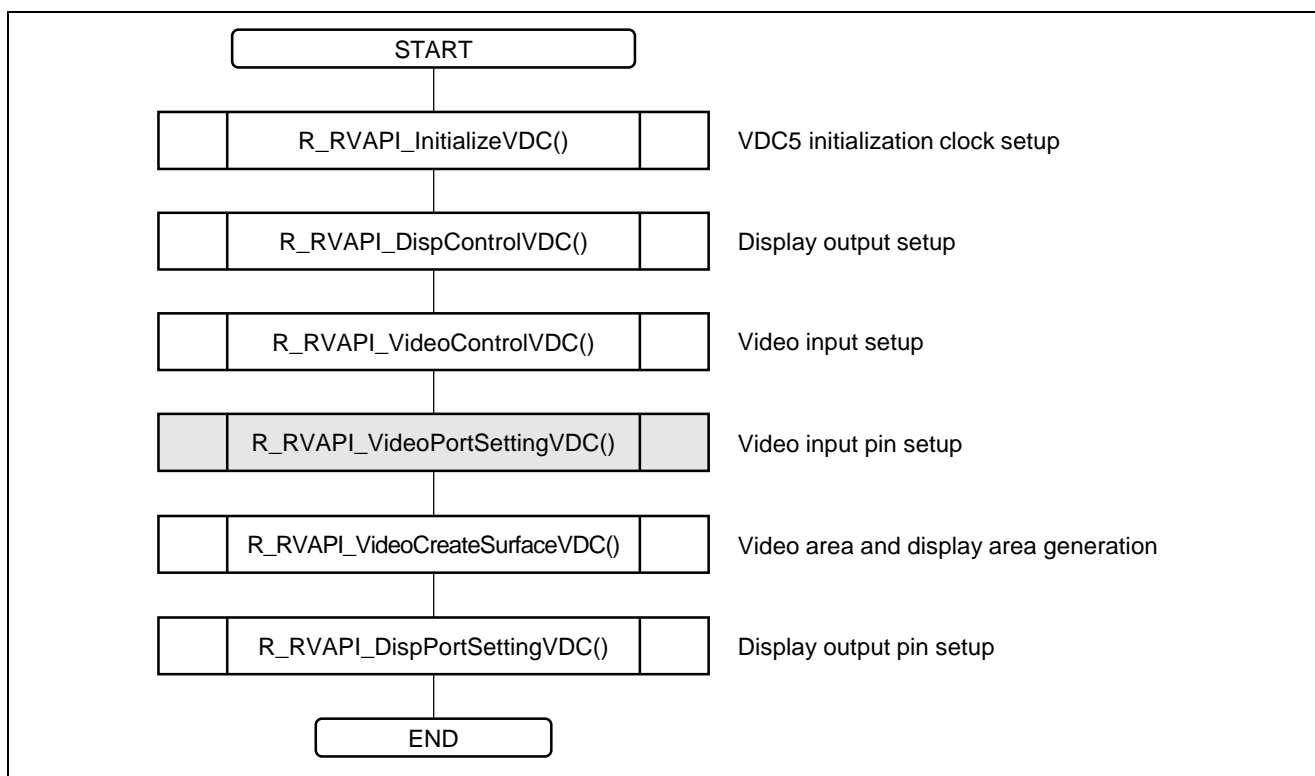 START
R_RVAPI_InitializeVDC() VDC5 initialization clock setup
R_RVAPI_DispControlVDC() Display output setup
R_RVAPI_VideoControlVDC() Video input setup
R_RVAPI_VideoPortSettingVDC() Video input pin setup
R_RVAPI_VideoCreateSurfaceVDC() Video area and display area generation
R_RVAPI_DispPortSettingVDC() Display output pin setup
END